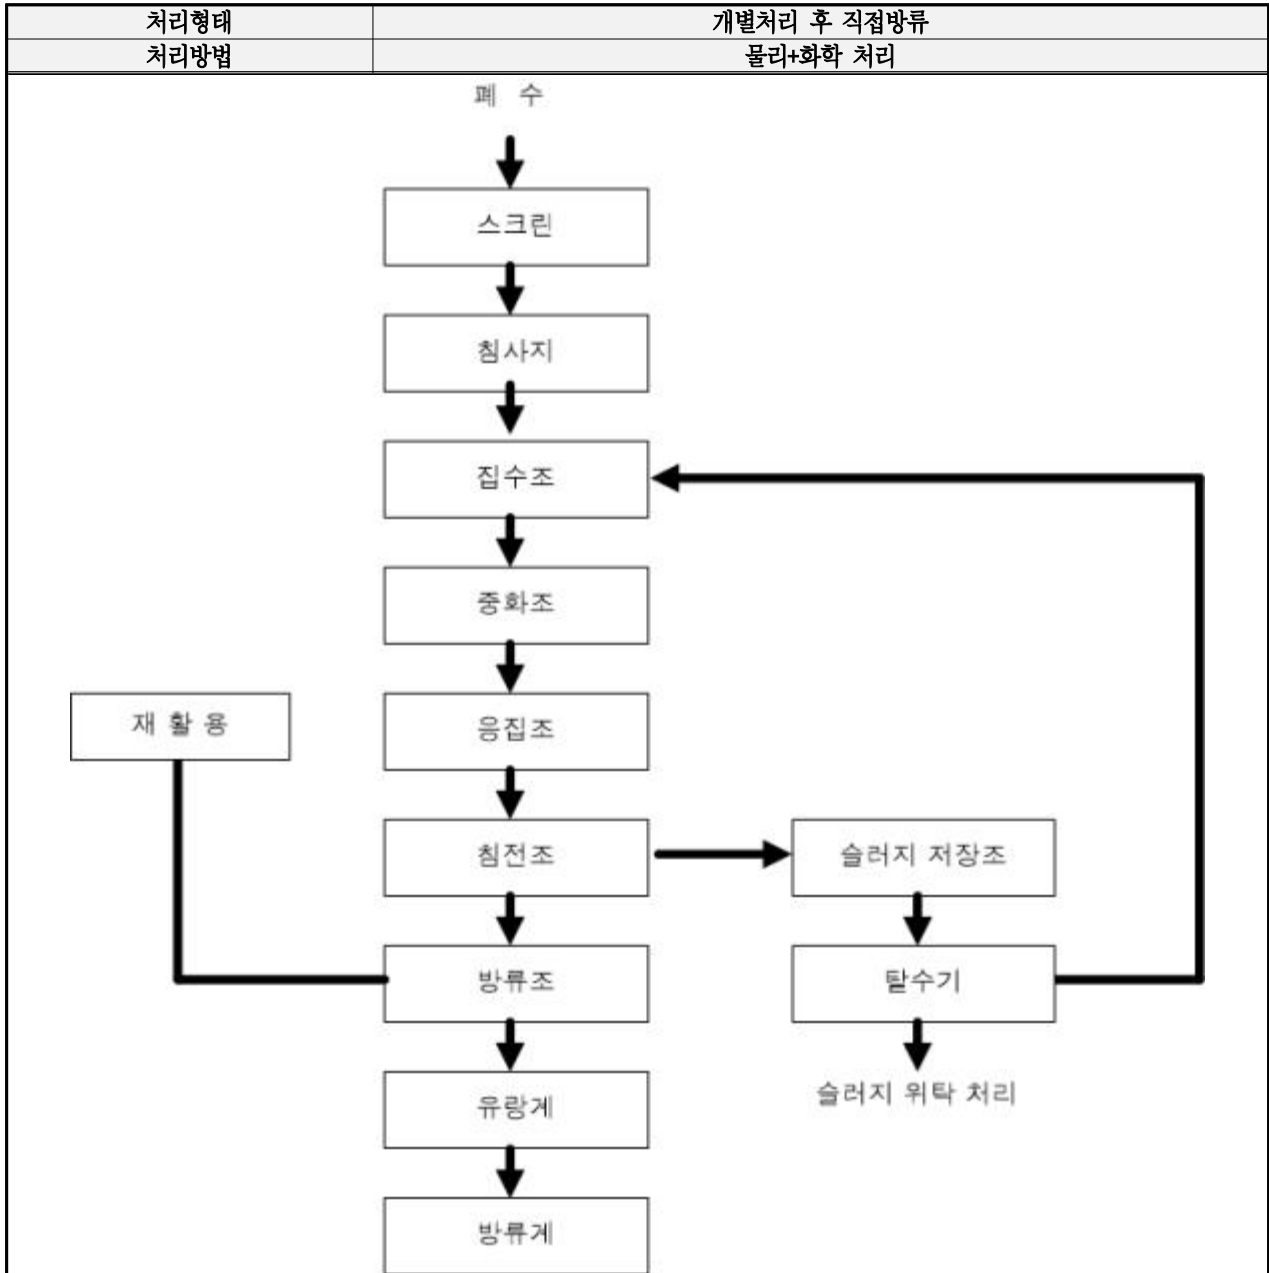 처리형태 개별처리 후 직접방류
처리방법 물리+화학 처리
폐 수
스크린
침사지
집수조
중화조
재 활 용 응집조
침전조 슬러지 저장조
방류조 탈수기
슬러지 위탁 처리
유량계
방류계